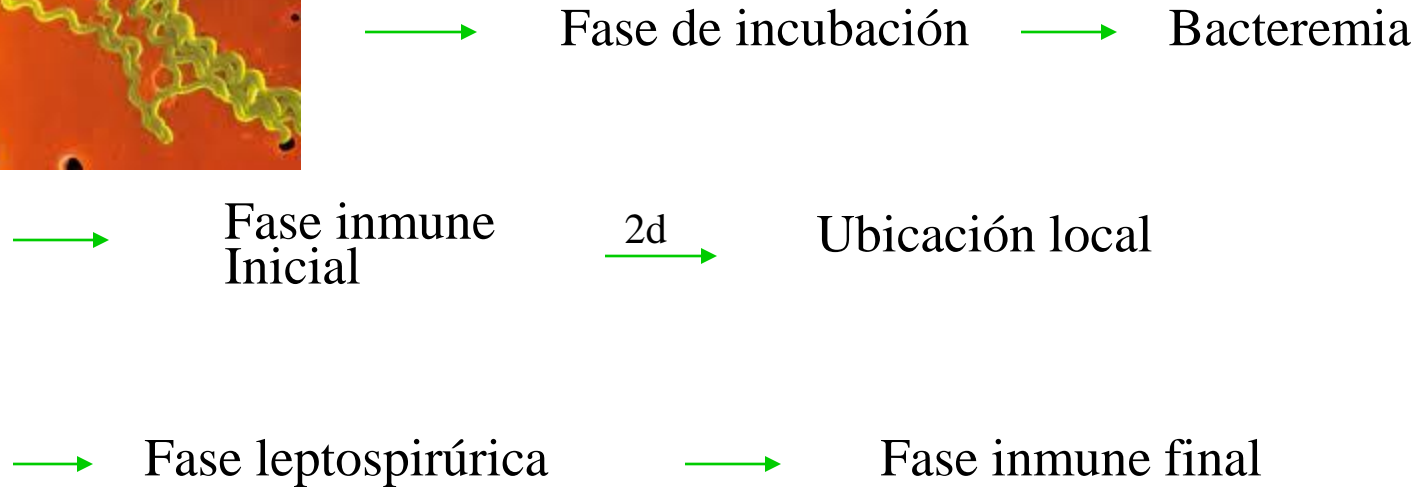 Fase de incubación
Bacteremia
Fase inmune
Inicial
2d
Ubicación local
Fase leptospirúrica
Fase inmune final